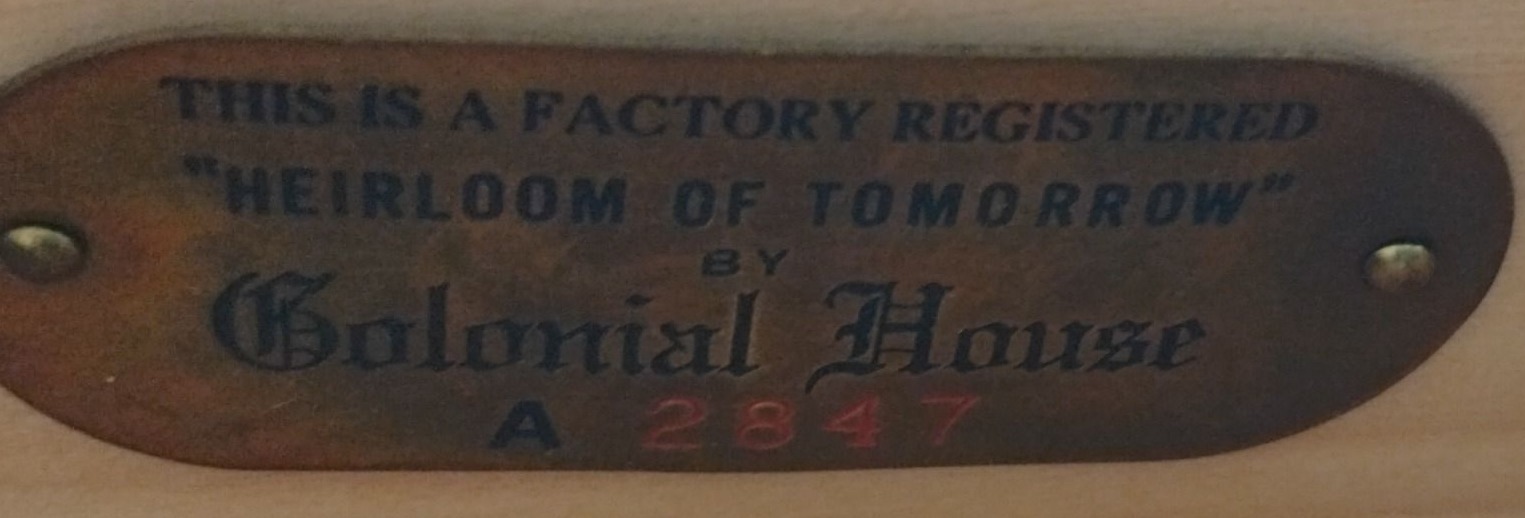 THIS IS A FACTORY REGISTERED
"HEIRLOOM OF TOMORROW"
BY
Colonial House
A 2847